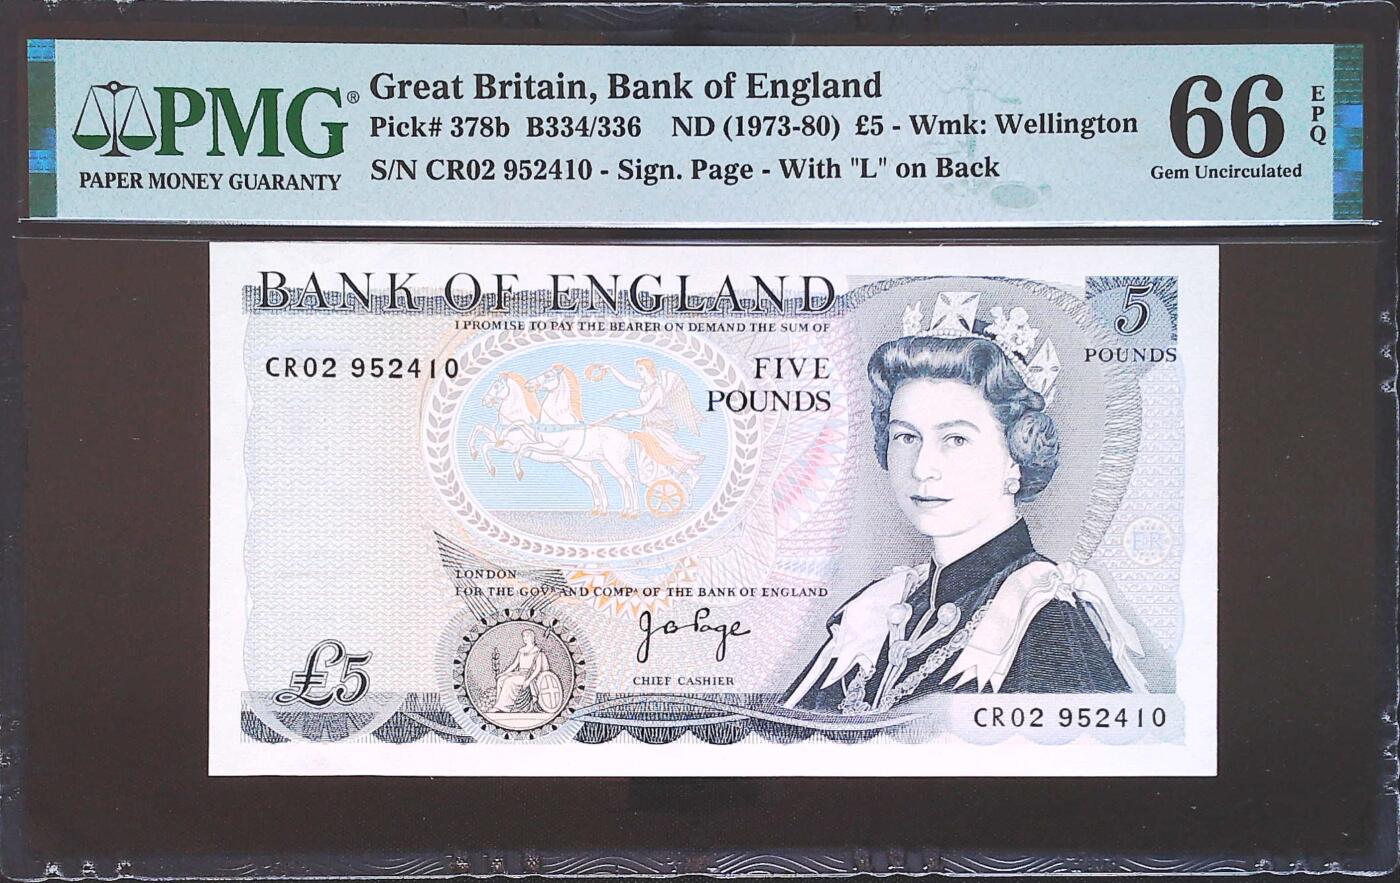 PMG®
PAPER MONEY GUARANTY
Great Britain, Bank of England
Pick# 378b B334/336 ND (1973-80) £5 - Wmk: Wellington
S/N CR02 952410 - Sign. Page - With "L" on Back
66
EPQ
Gem Uncirculated
BANK OF ENGLAND
I PROMISE TO PAY THE BEARER ON DEMAND THE SUM OF
CR02 952410
FIVE
POUNDS
5
POUNDS
ER
LONDON
FOR THE GOVR AND COMPA OF THE BANK OF ENGLAND
J B Page
CHIEF CASHIER
£5
CR02 952410